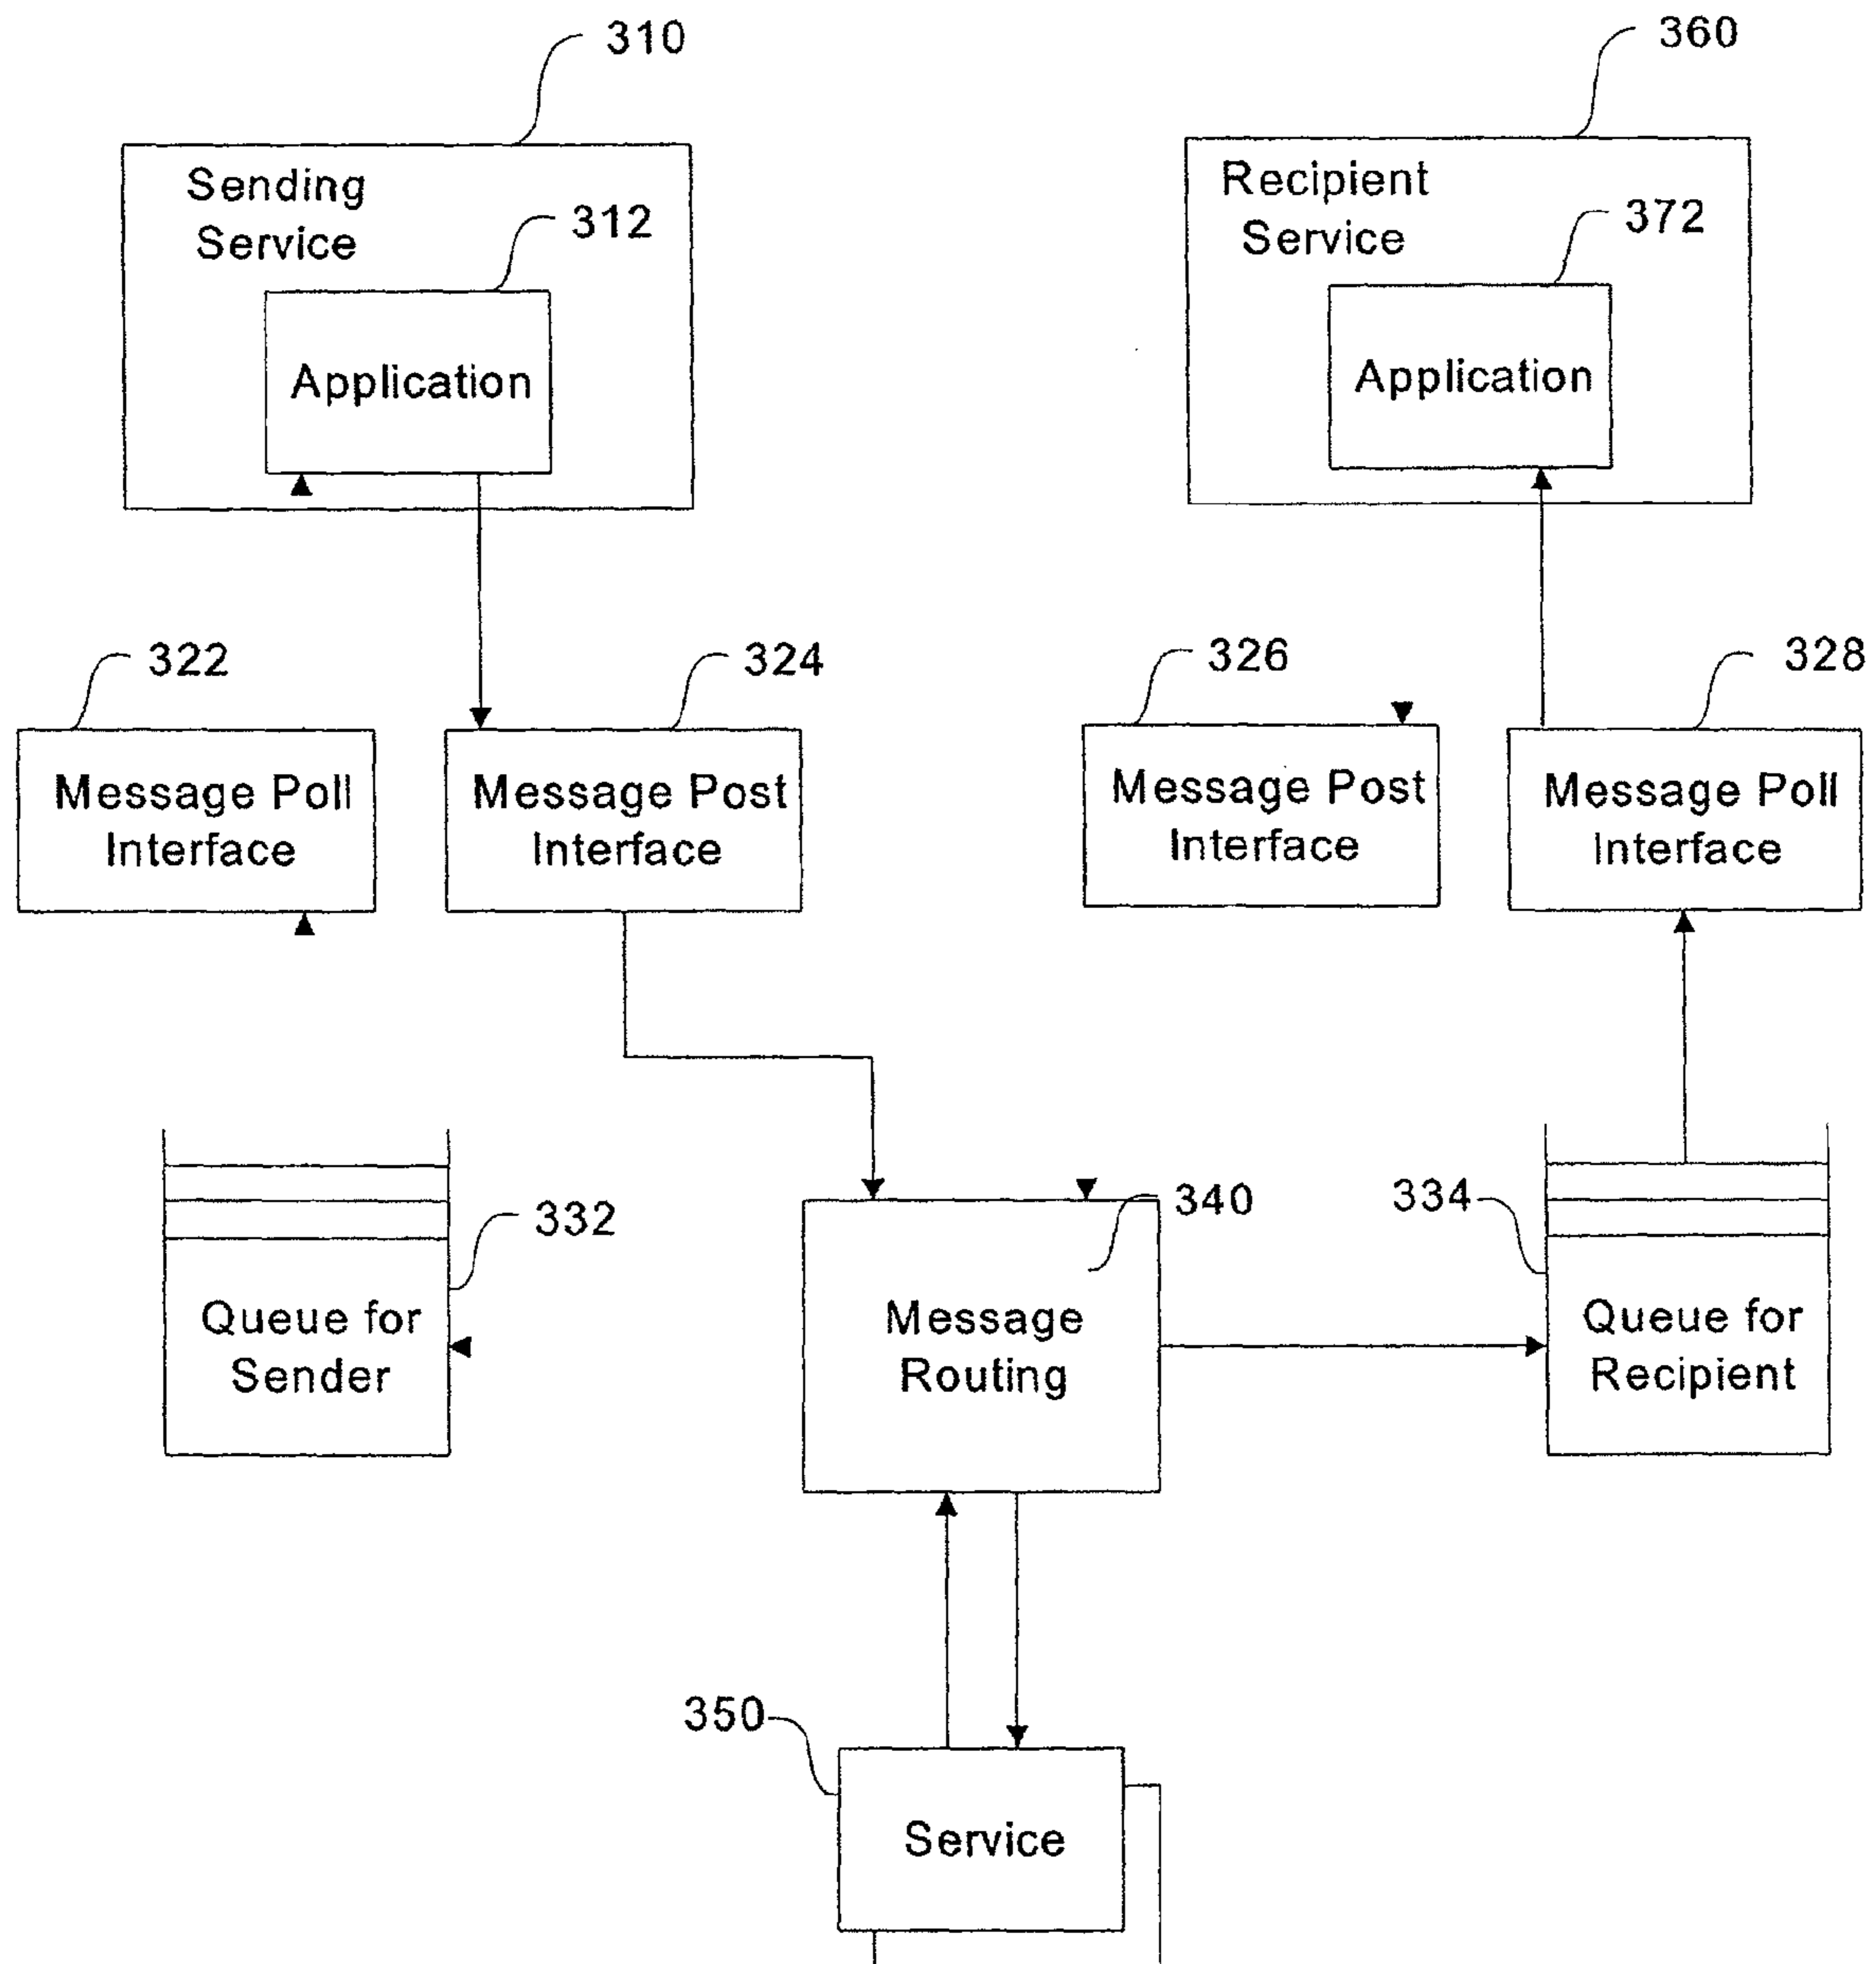 310
360
Sending
Service
312
Recipient
Service
372
Application
Application
322
324
326
328
Message Poll
Interface
Message Post
Interface
Message Post
Interface
Message Poll
Interface
332
340
334
Queue for
Sender
Message
Routing
Queue for
Recipient
350
Service